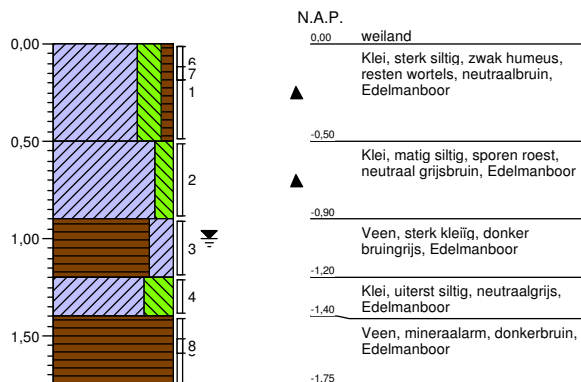 N.A.P.
0,00
0,50
1,00
1,50
6
7
1
2
3
4
8
0,00 weiland
Klei, sterk siltig, zwak humeus,
resten wortels, neutraalbruin,
Edelmanboor
-0,50
Klei, matig siltig, sporen roest,
neutraal grijsbruin, Edelmanboor
-0,90
Veen, sterk kleiïg, donker
bruingrijs, Edelmanboor
-1,20
Klei, uiterst siltig, neutraalgrijs,
Edelmanboor
-1,40
Veen, mineraalarm, donkerbruin,
Edelmanboor
-1,75